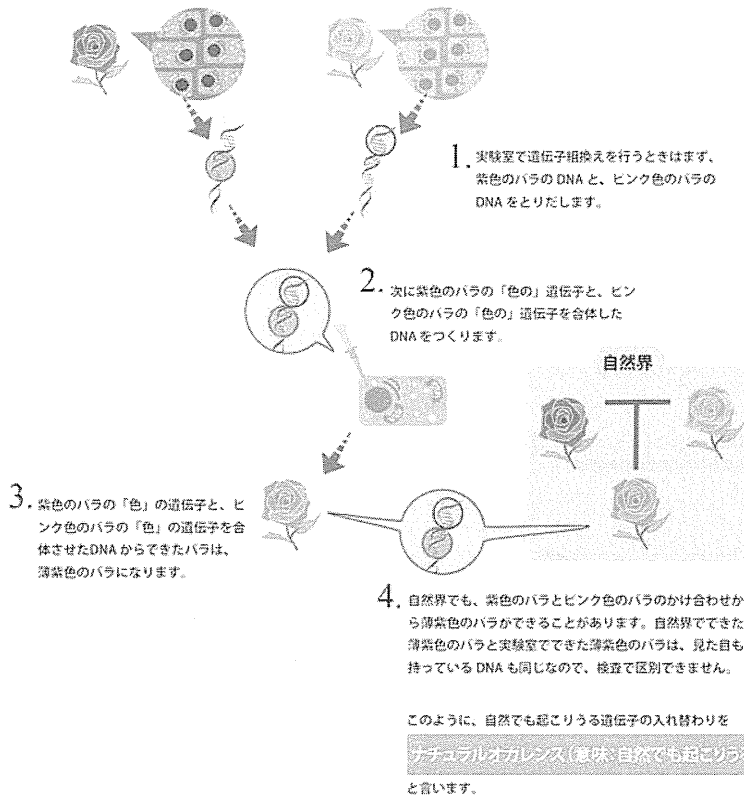 1. 実験室で遺伝子組換えを行うときはまず、
紫色のバラの DNA と、ピンク色のバラの
DNA をとりだします。
2. 次に紫色のバラの「色の」遺伝子と、ピン
ク色のバラの「色の」遺伝子を合体した
DNA をつくります。
自然界
3. 紫色のバラの「色」の遺伝子と、ピ
ンク色のバラの「色」の遺伝子を合
体させたDNA からできたバラは、
薄紫色のバラになります。
4. 自然界でも、紫色のバラとピンク色のバラのかけ合わせか
ら薄紫色のバラができることがあります。自然界でできた
薄紫色のバラと実験室でできた薄紫色のバラは、見た目も
持っている DNA も同じなので、検査で区別できません。
このように、自然でも起こりうる遺伝子の入れ替わりを
ナチュラルオカレンス(意味:自然でも起こりう
と言います。